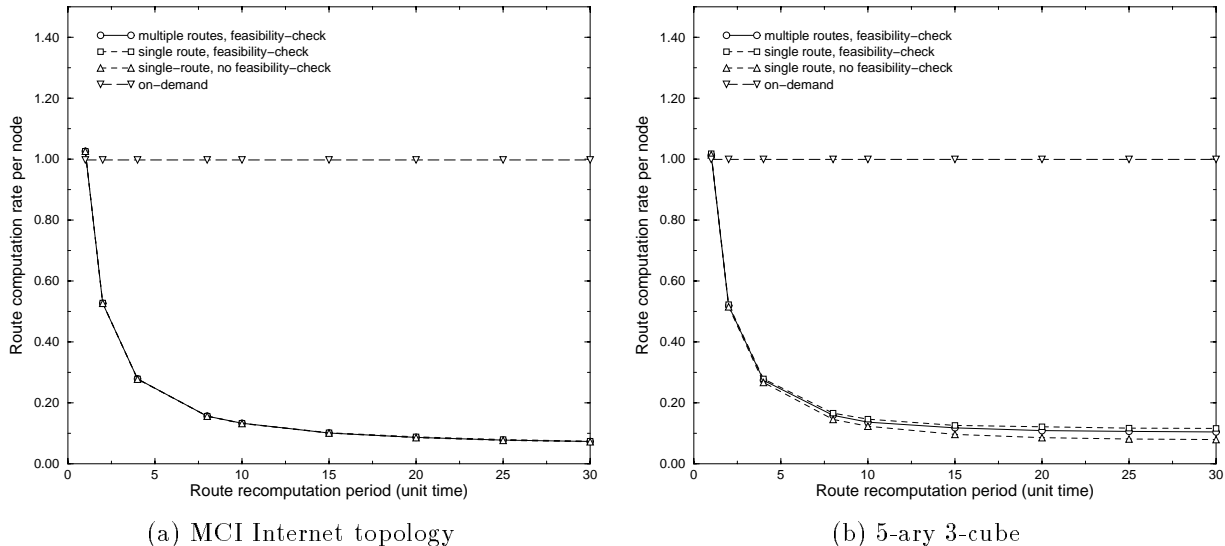 1.40
1.20
1.00
0.80
0.60
0.40
0.20
0.00
Route computation rate per node
multiple routes, feasibility−check
single route, feasibility−check
single−route, no feasibility−check
on−demand
0 5 10 15 20 25 30
Route recomputation period (unit time)
(a) MCI Internet topology
1.40
1.20
1.00
0.80
0.60
0.40
0.20
0.00
Route computation rate per node
multiple routes, feasibility−check
single route, feasibility−check
single route, no feasibility−check
on−demand
0 5 10 15 20 25 30
Route recomputation period (unit time)
(b) 5-ary 3-cube